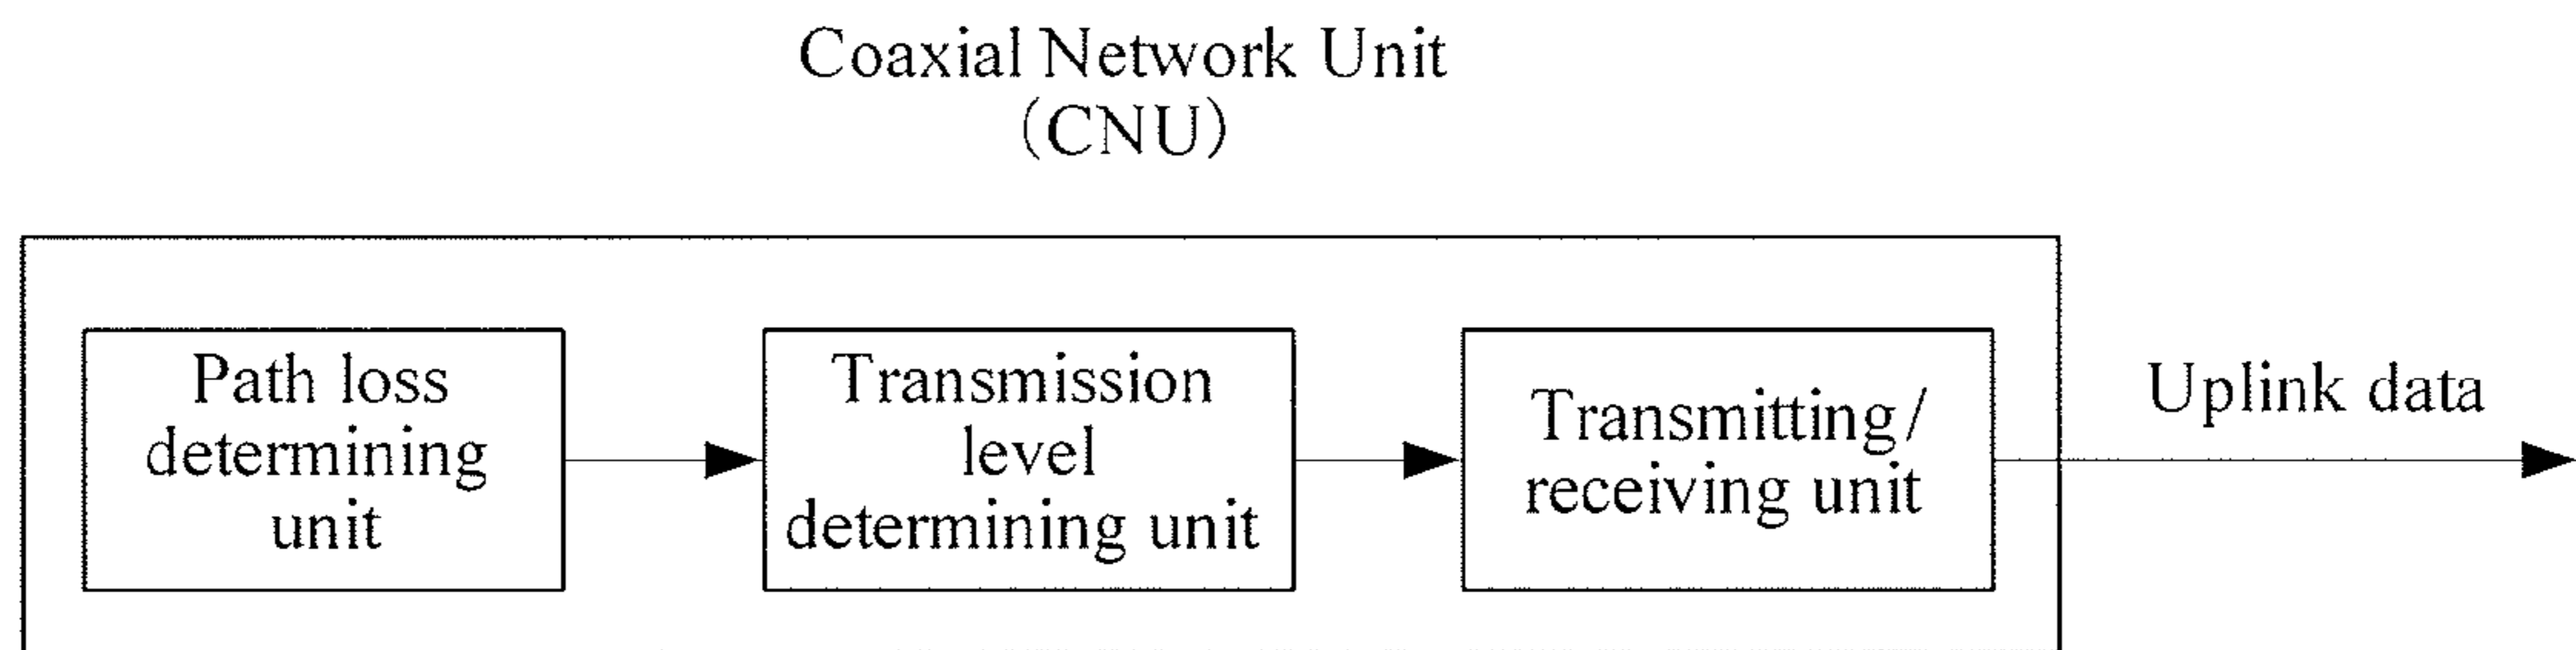 Coaxial Network Unit
(CNU)
Path loss
determining
unit
Transmission
level
determining unit
Transmitting/
receiving unit
Uplink data